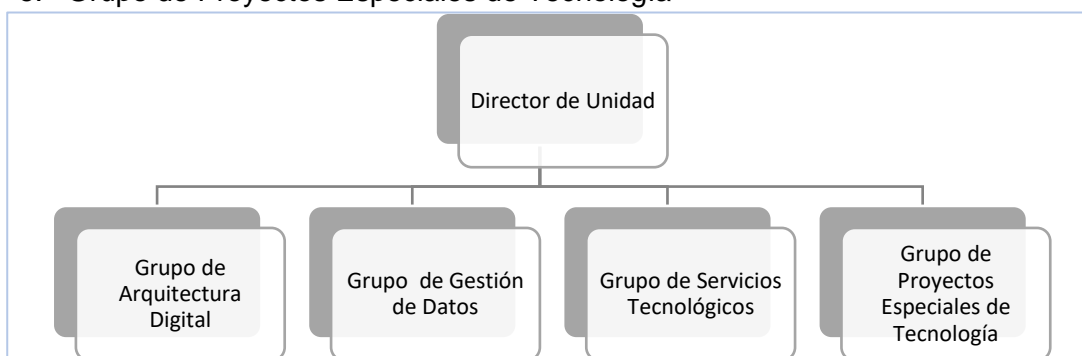 Grupo de Proyectos Especiales de Tecnología
Director de Unidad
Grupo de
Arquitectura
Digital
Grupo de Gestión
de Datos
Grupo de Servicios
Tecnológicos
Grupo de
Proyectos
Especiales de
Tecnología